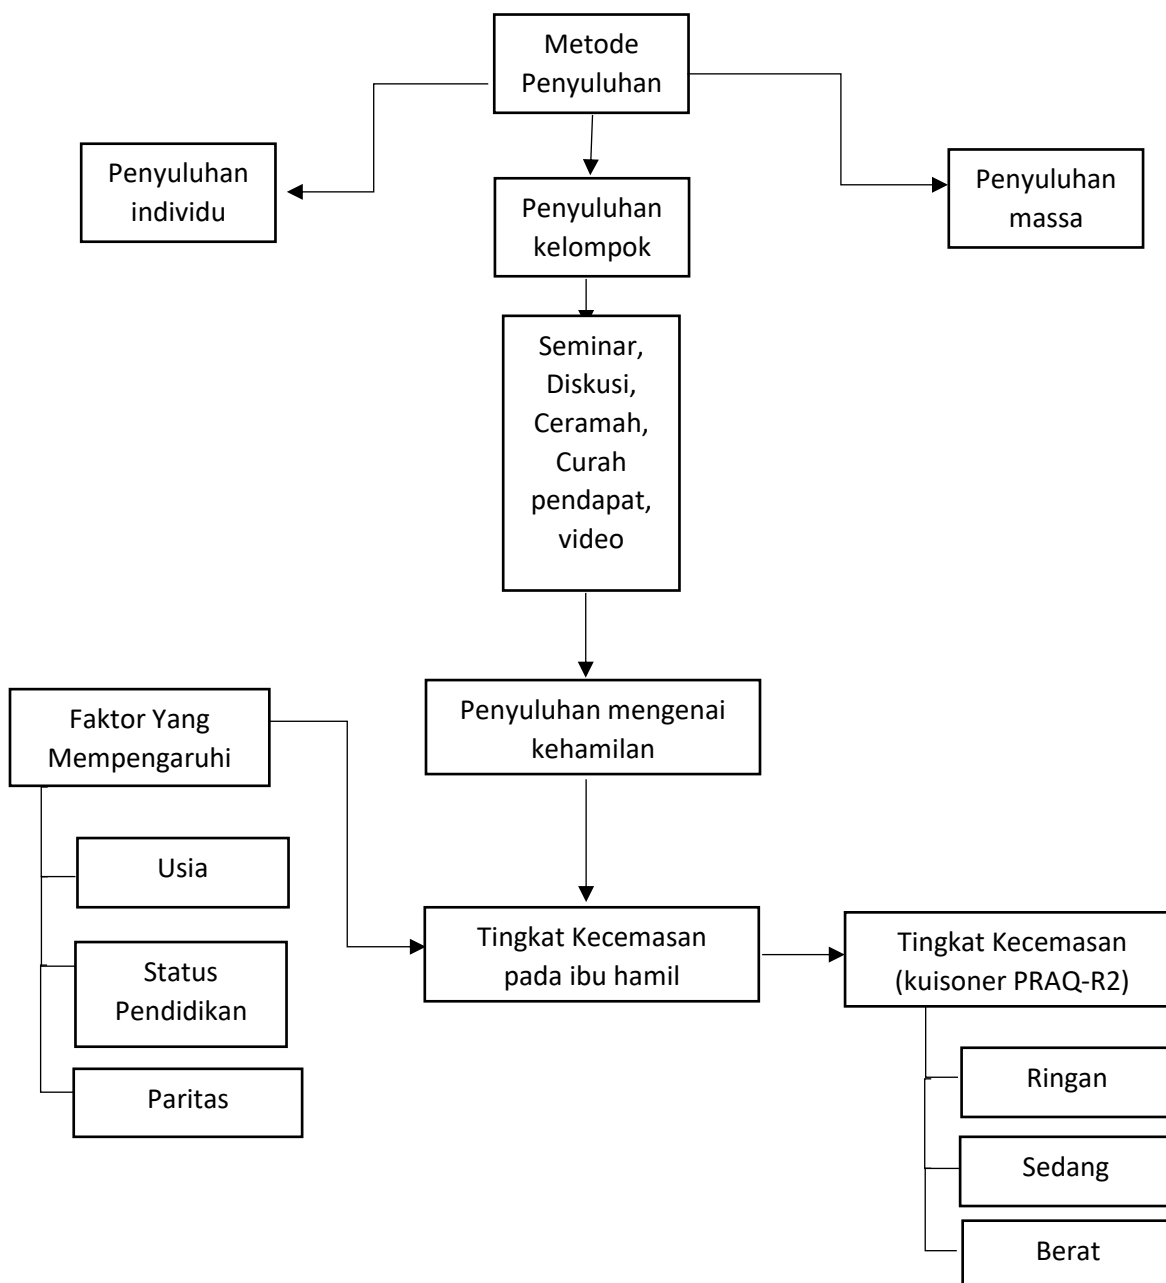 Metode
Penyuluhan
Penyuluhan
individu
Penyuluhan
kelompok
Penyuluhan
massa
Seminar,
Diskusi,
Ceramah,
Curah
pendapat,
video
Penyuluhan mengenai
kehamilan
Faktor Yang
Mempengaruhi
Usia
Status
Pendidikan
Paritas
Tingkat Kecemasan
pada ibu hamil
Tingkat Kecemasan
(kuisoner PRAQ-R2)
Ringan
Sedang
Berat